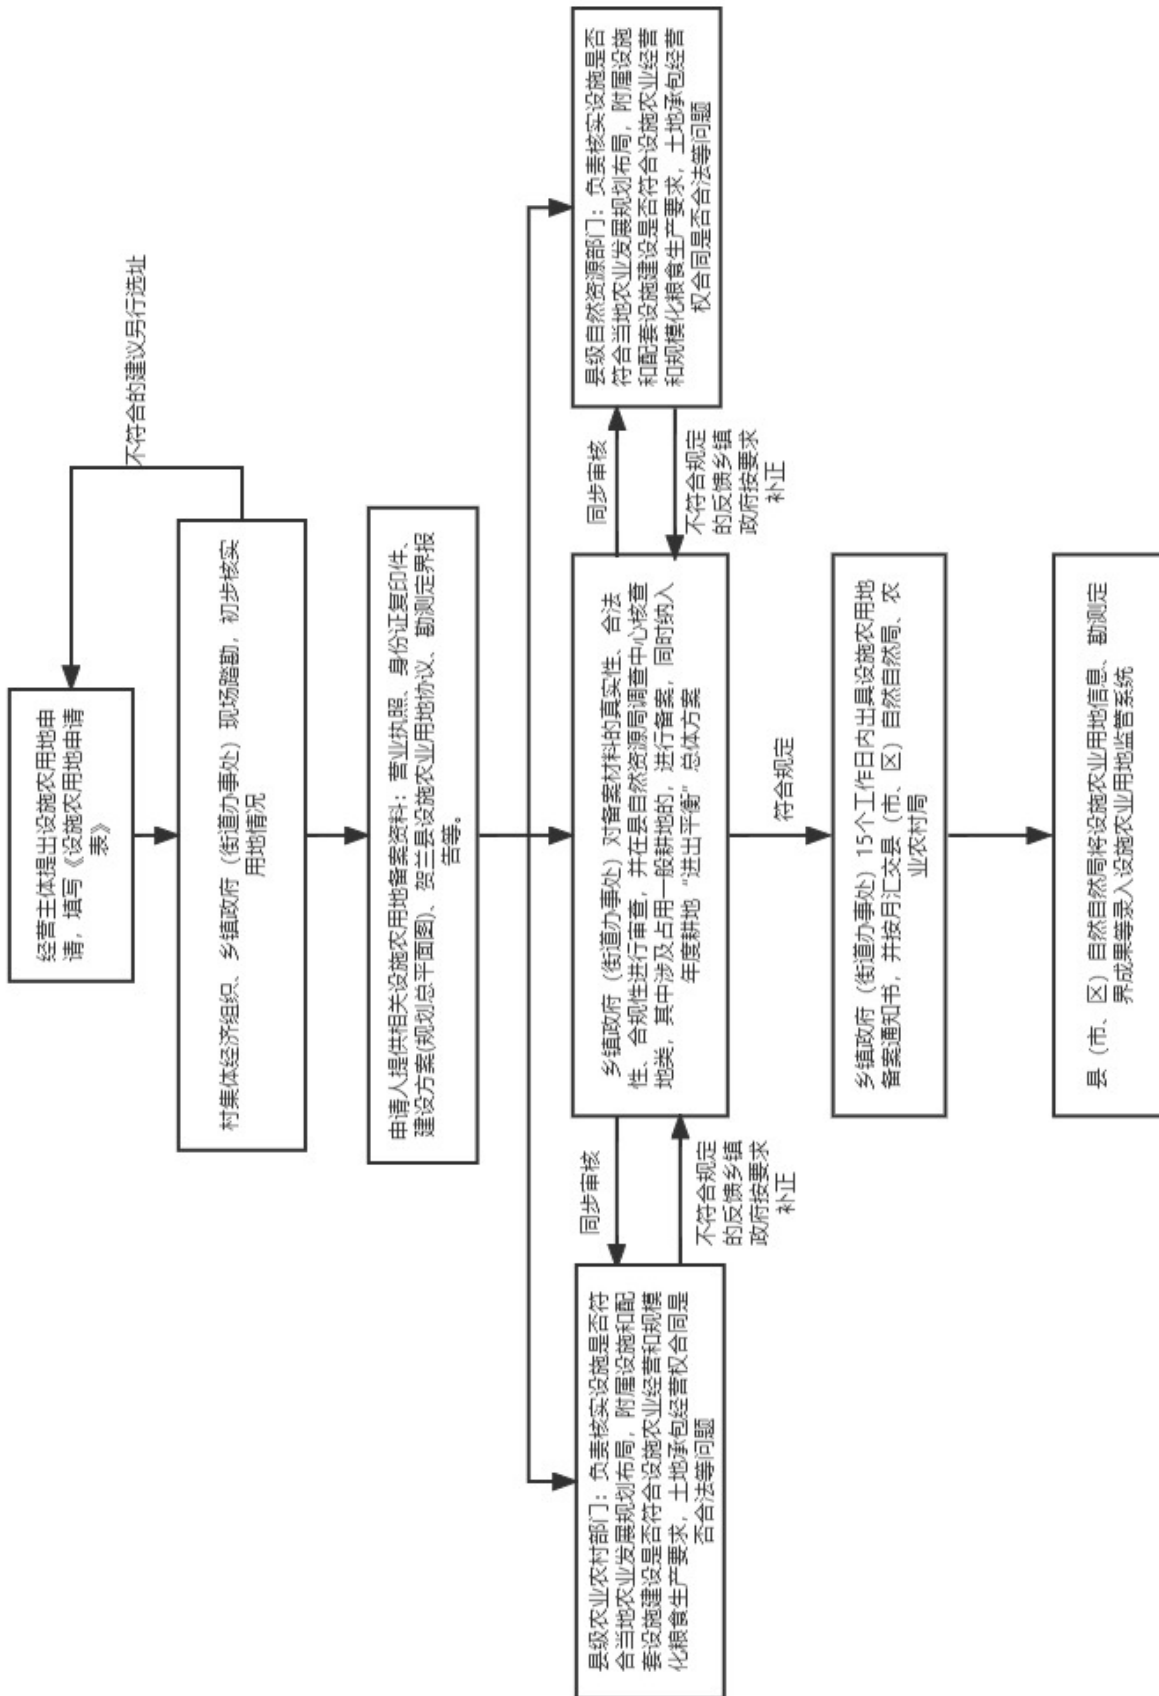 经营主体提出设施农用地申
请，填写《设施农用地申请
表》
不符合的建议另行选址
村集体经济组织、乡镇政府（街道办事处）现场踏勘，初步核实
用地情况
申请人提供相关设施农用地备案资料：营业执照、身份证复印件、
建设方案(规划总平面图)、贺兰县设施农业用地协议、勘测定界报
告等。
县级农业农村部门：负责核实设施是否符
合当地农业发展规划布局，附属设施和配
套设施建设是否符合设施农业经营和规模
化粮食生产要求，土地承包经营权合同是
否合法等问题
同步审核
不符合规定
的反馈乡镇
政府按要求
补正
乡镇政府（街道办事处）对备案材料的真实性、合法
性、合规性进行审查，并在县自然资源局调查中心核查
地类，其中涉及占用一般耕地的，进行备案，同时纳入
年度耕地“进出平衡”总体方案
同步审核
不符合规定
的反馈乡镇
政府按要求
补正
县级自然资源部门：负责核实设施是否
符合当地农业发展规划布局，附属设施
和配套设施建设是否符合设施农业经营
和规模化粮食生产要求，土地承包经营
权合同是否合法等问题
符合规定
乡镇政府（街道办事处）15个工作日内出具设施农用地
备案通知书，并按月汇交县（市、区）自然自然局、农
业农村局
县（市、区）自然自然局将设施农业用地信息、勘测定
界成果等录入设施农业用地监管系统